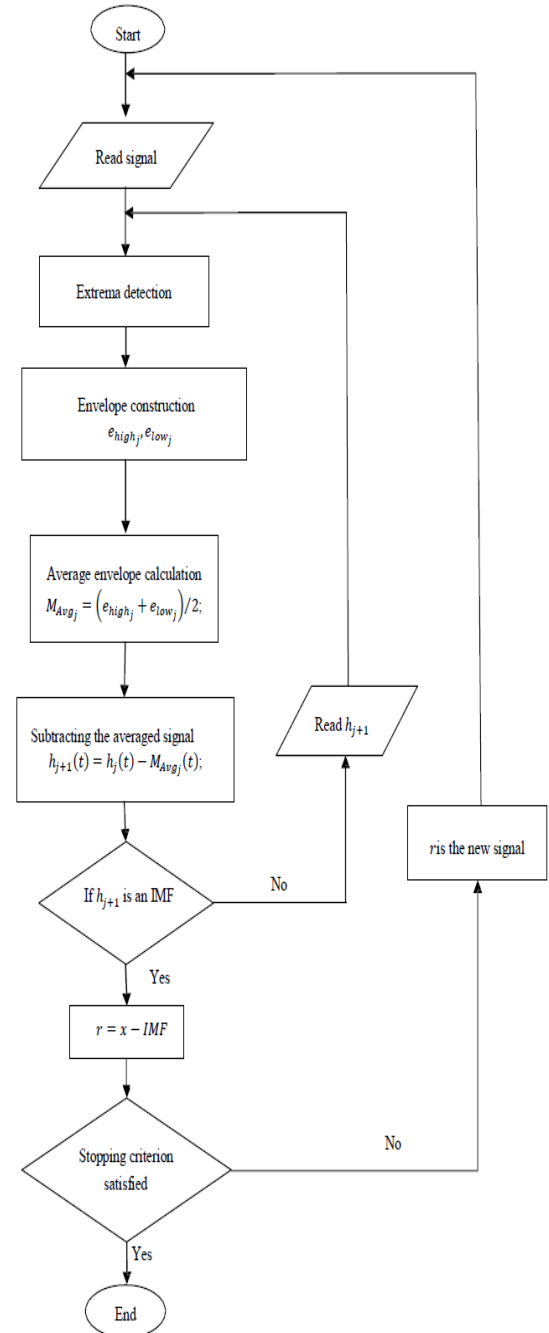 Start
Read signal
Extrema detection
Envelope construction
e_{high_j}, e_{low_j}
Average envelope calculation
M_{Avg_j} = (e_{high_j} + e_{low_j})/2;
Subtracting the averaged signal
h_{j+1}(t) = h_j(t) − M_{Avg_j}(t);
Read h_{j+1}
If h_{j+1} is an IMF
No
Yes
r is the new signal
r = x − IMF
Stopping criterion
satisfied
No
Yes
End